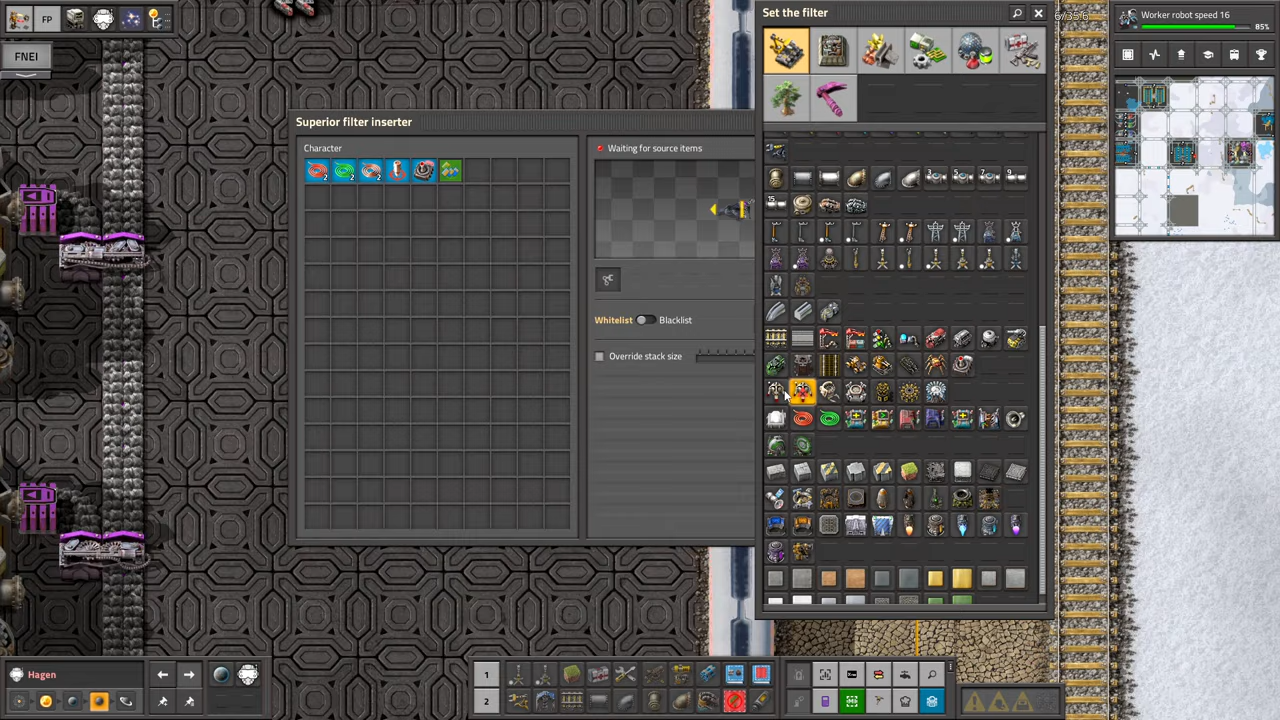 FP
FNEI
Set the filter
Worker robot speed 16
85%
Superior filter inserter
Character
Waiting for source items
Whitelist
Blacklist
Override stack size
Hagen
1
2